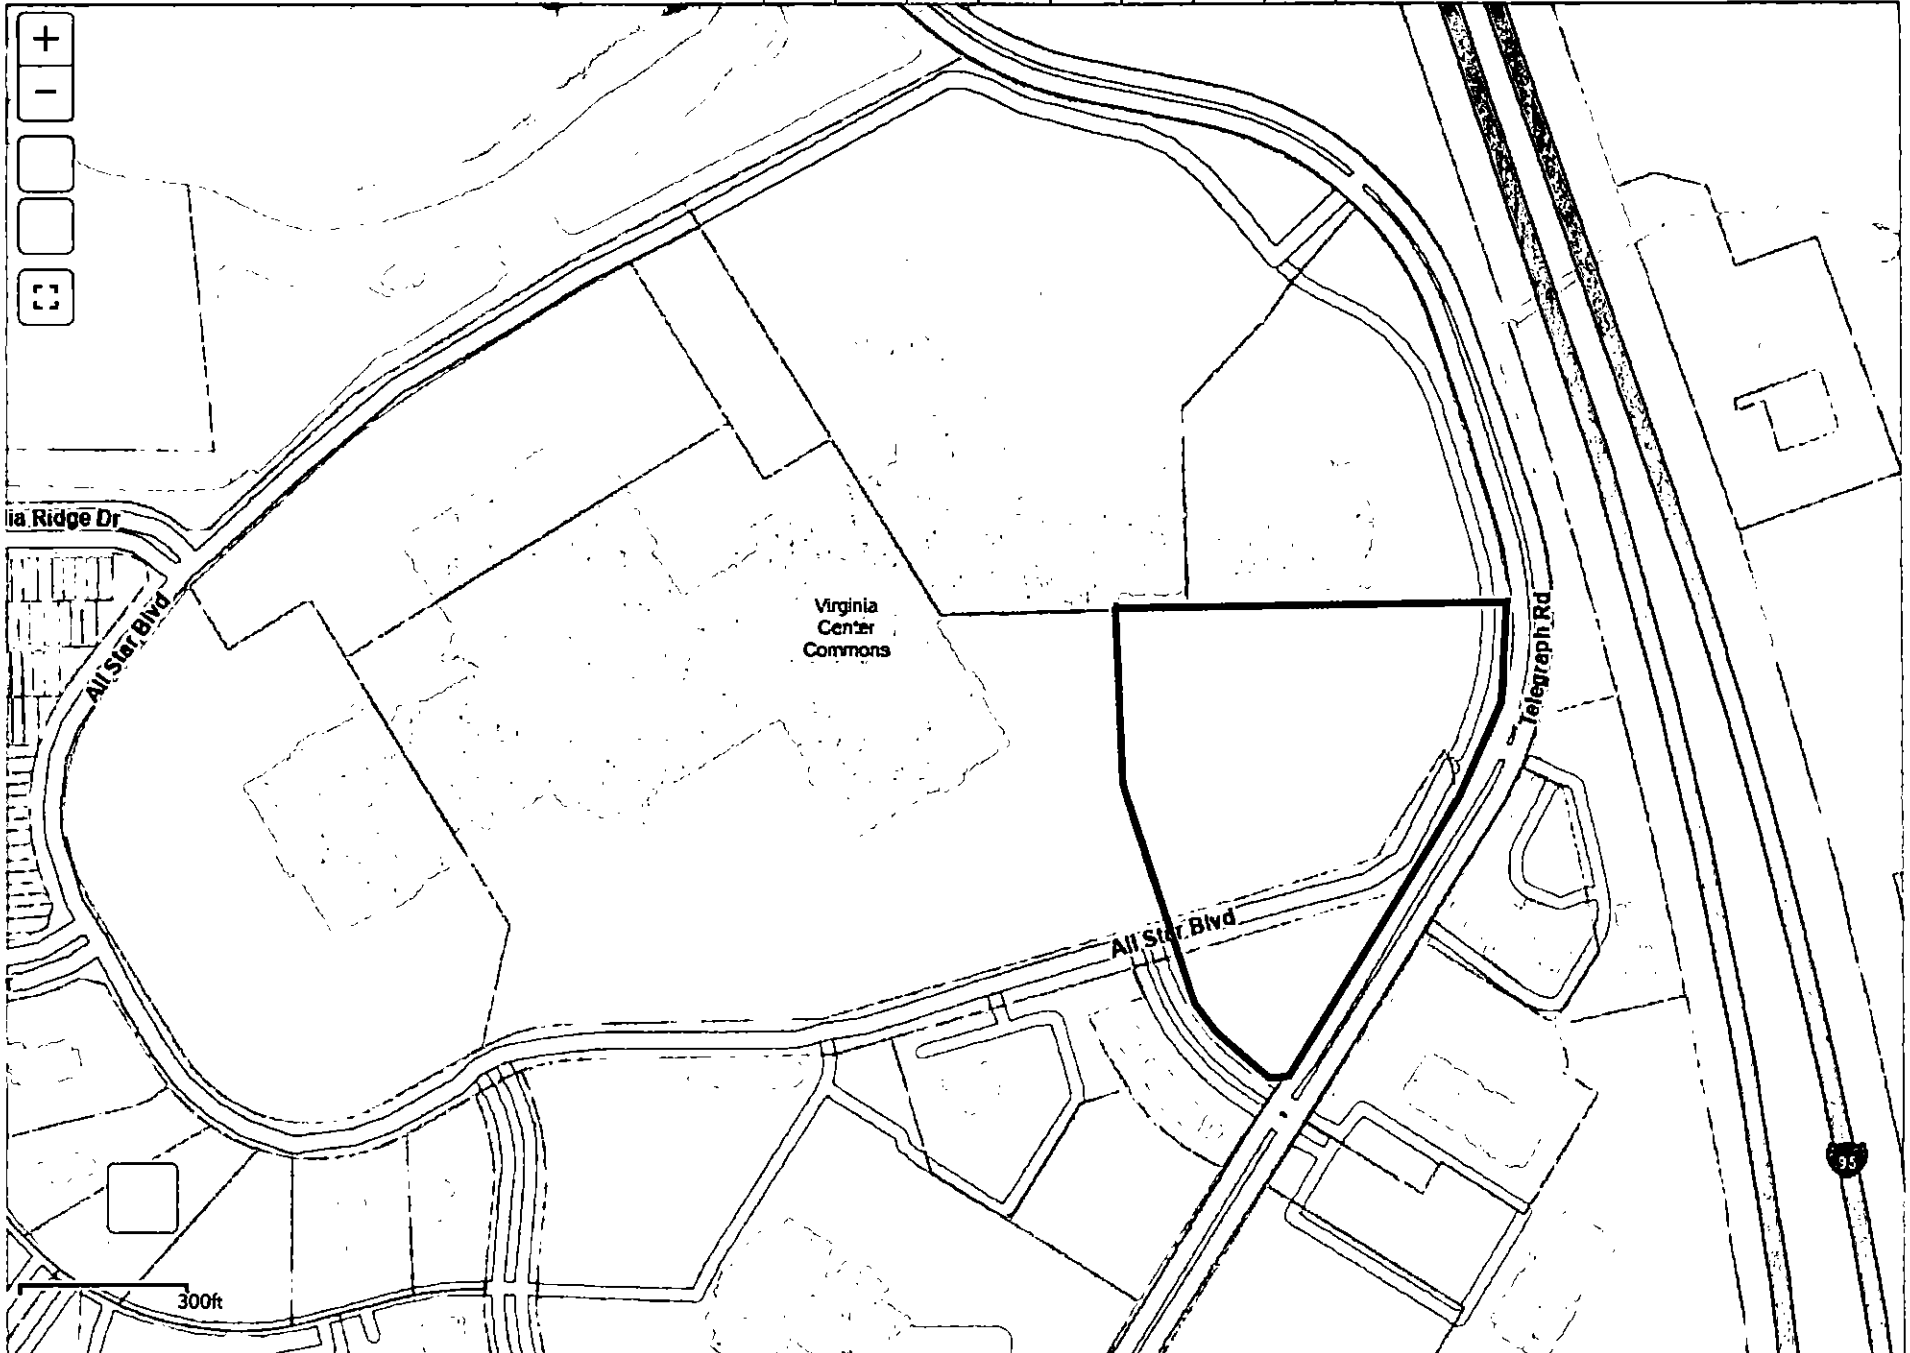 +
−
ia Ridge Dr
All Star Blvd
Virginia
Center
Commons
Telegraph Rd
All Star Blvd
95
300ft